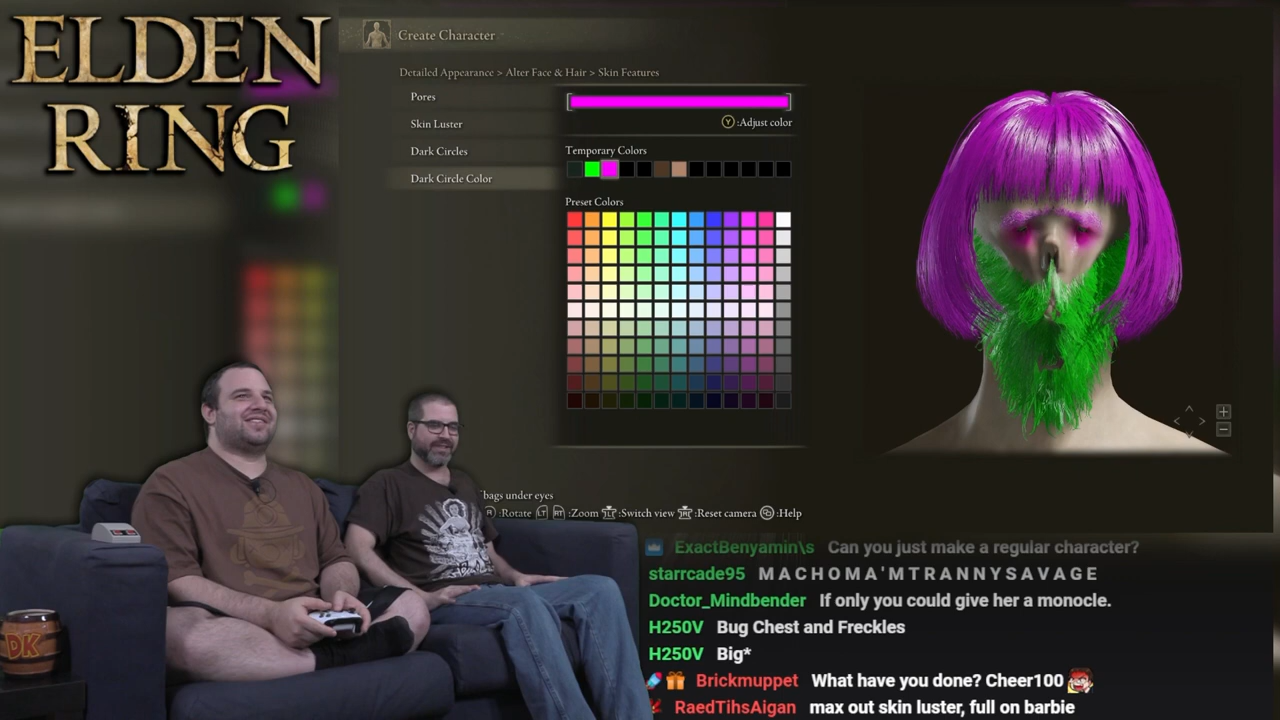 ELDEN
RING
Create Character
Detailed Appearance > Alter Face & Hair > Skin Features
Pores
Skin Luster
Dark Circles
Dark Circle Color
Y :Adjust color
Temporary Colors
Preset Colors
bags under eyes
R :Rotate LT RT :Zoom :Switch view :Reset camera :Help
DK
ExactBenyamin\s Can you just make a regular character?
starrcade95 M A C H O M A ' M T R A N N Y S A V A G E
Doctor_Mindbender If only you could give her a monocle.
H250V Bug Chest and Freckles
H250V Big*
Brickmuppet What have you done? Cheer100
RaedTihsAigan max out skin luster, full on barbie